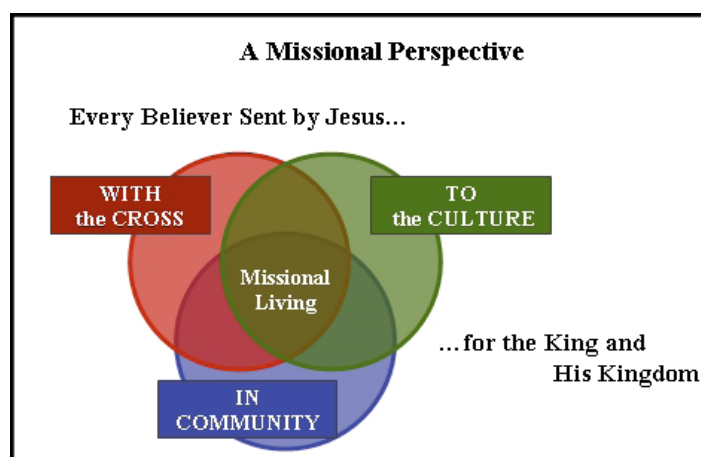 A Missional Perspective
Every Believer Sent by Jesus…
WITH
the CROSS
TO
the CULTURE
Missional
Living
…for the King and
His Kingdom
IN
COMMUNITY